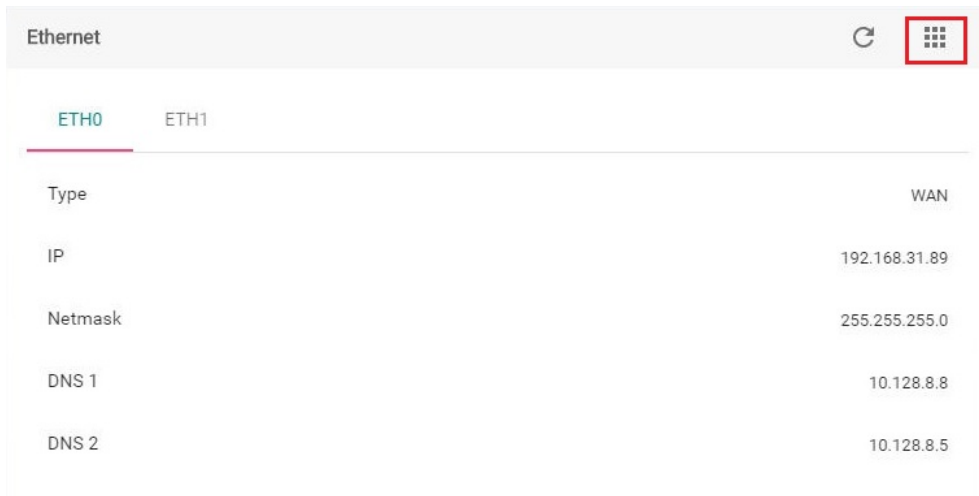 Ethernet
ETH0 ETH1
Type WAN
IP 192.168.31.89
Netmask 255.255.255.0
DNS 1 10.128.8.8
DNS 2 10.128.8.5